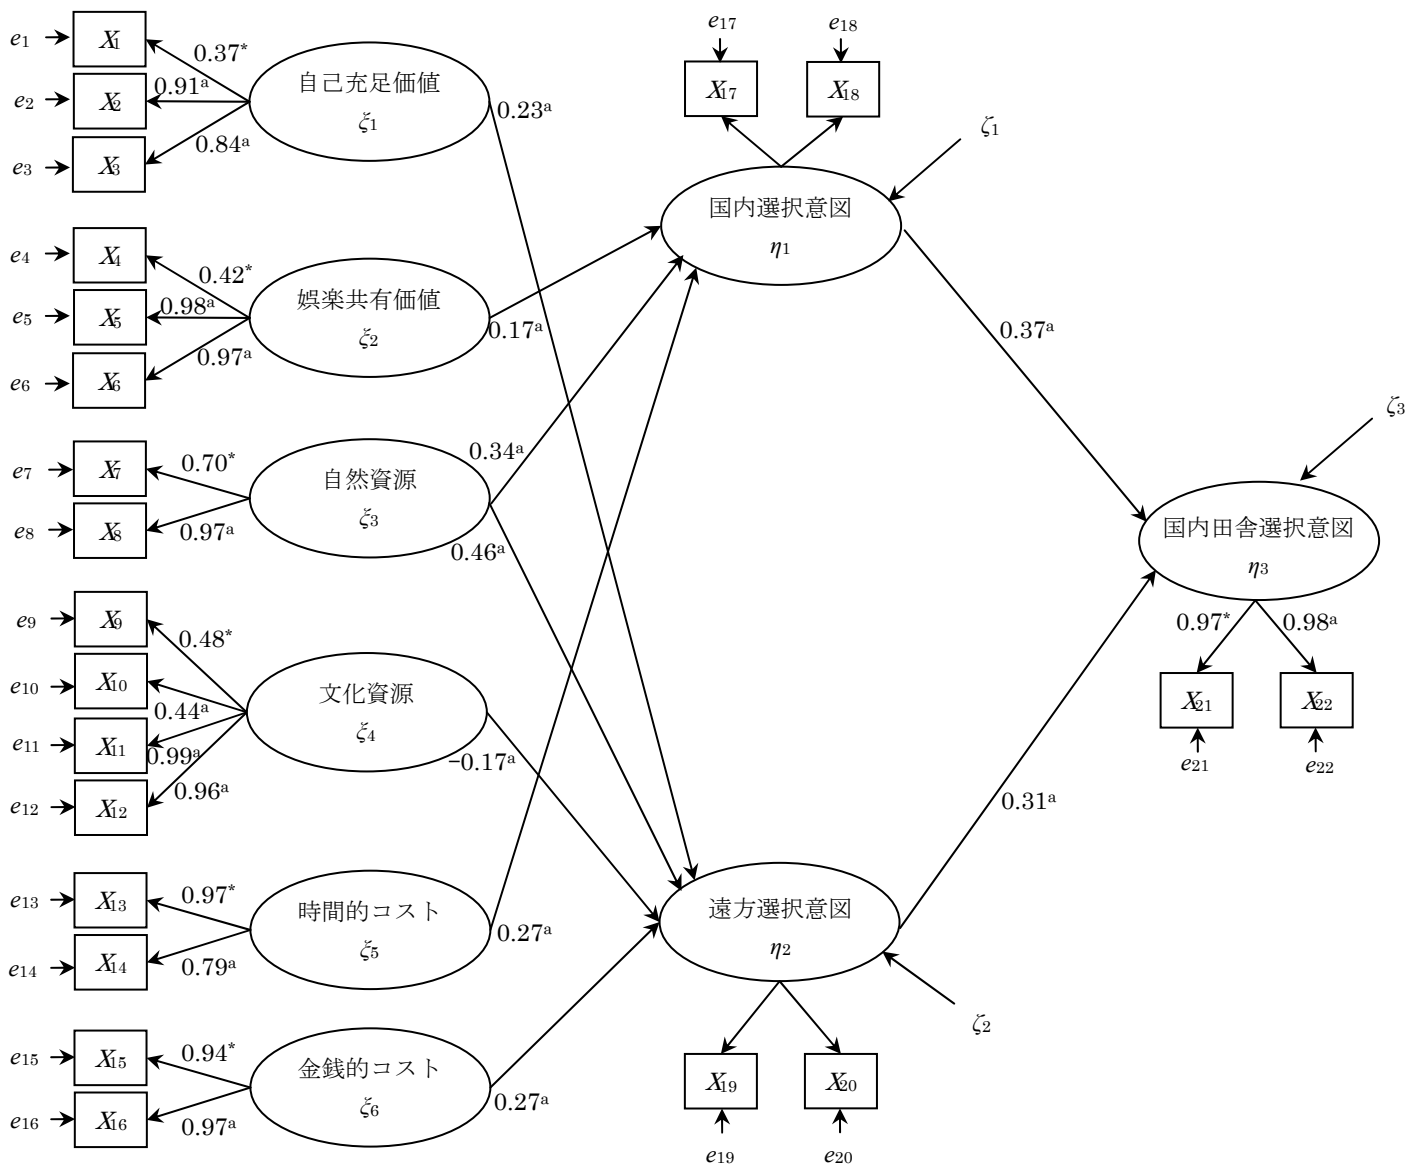 e1
X1
0.37*
e2
X2
0.91a
e3
X3
0.84a
自己充足価値
ξ1
0.23a
e4
X4
0.42*
e5
X5
0.98a
e6
X6
0.97a
娯楽共有価値
ξ2
0.17a
e7
X7
0.70*
e8
X8
0.97a
自然資源
ξ3
0.34a
0.46a
e9
X9
0.48*
e10
X10
0.44a
e11
X11
0.99a
e12
X12
0.96a
文化資源
ξ4
−0.17a
e13
X13
0.97*
e14
X14
0.79a
時間的コスト
ξ5
0.27a
e15
X15
0.94*
e16
X16
0.97a
金銭的コスト
ξ6
0.27a
e17
e18
X17
X18
ζ1
国内選択意図
η1
0.37a
遠方選択意図
η2
ζ2
0.31a
X19
X20
e19
e20
ζ3
国内田舎選択意図
η3
0.97*
0.98a
X21
X22
e21
e22